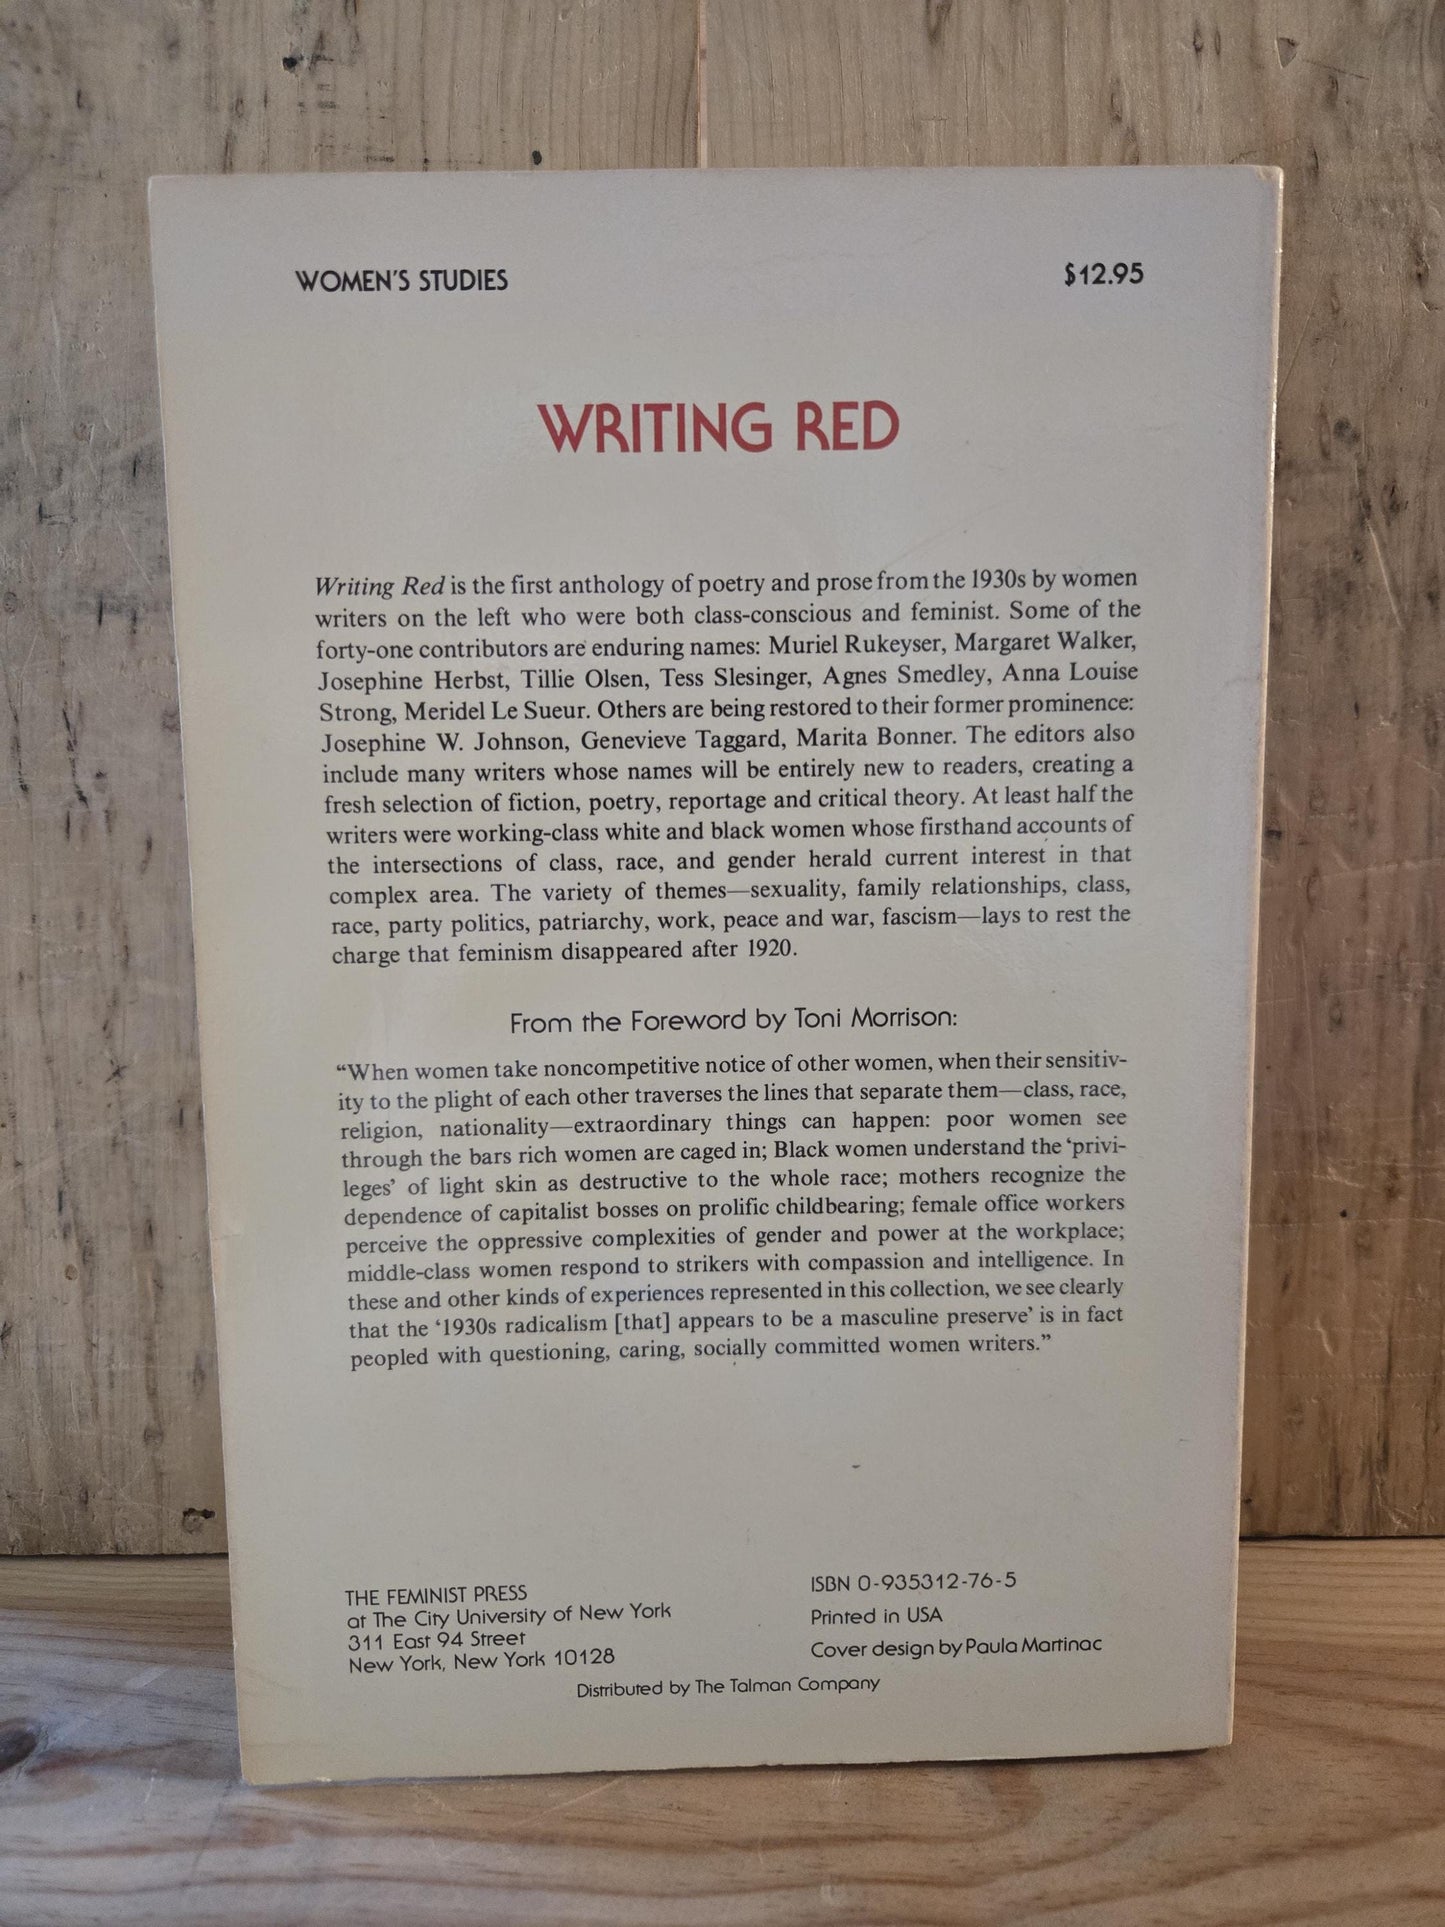 WOMEN'S STUDIES
$12.95
WRITING RED
Writing Red is the first anthology of poetry and prose from the 1930s by women
writers on the left who were both class-conscious and feminist. Some of the
forty-one contributors are enduring names: Muriel Rukeyser, Margaret Walker,
Josephine Herbst, Tillie Olsen, Tess Slesinger, Agnes Smedley, Anna Louise
Strong, Meridel Le Sueur. Others are being restored to their former prominence:
Josephine W. Johnson, Genevieve Taggard, Marita Bonner. The editors also
include many writers whose names will be entirely new to readers, creating a
fresh selection of fiction, poetry, reportage and critical theory. At least half the
writers were working-class white and black women whose firsthand accounts of
the intersections of class, race, and gender herald current interest in that
complex area. The variety of themes—sexuality, family relationships, class,
race, party politics, patriarchy, work, peace and war, fascism—lays to rest the
charge that feminism disappeared after 1920.
From the Foreword by Toni Morrison:
“When women take noncompetitive notice of other women, when their sensitiv-
ity to the plight of each other traverses the lines that separate them—class, race,
religion, nationality—extraordinary things can happen: poor women see
through the bars rich women are caged in; Black women understand the ‘privi-
leges’ of light skin as destructive to the whole race; mothers recognize the
dependence of capitalist bosses on prolific childbearing; female office workers
perceive the oppressive complexities of gender and power at the workplace;
middle-class women respond to strikers with compassion and intelligence. In
these and other kinds of experiences represented in this collection, we see clearly
that the ‘1930s radicalism [that] appears to be a masculine preserve’ is in fact
peopled with questioning, caring, socially committed women writers.”
THE FEMINIST PRESS
at The City University of New York
311 East 94 Street
New York, New York 10128
ISBN 0-935312-76-5
Printed in USA
Cover design by Paula Martinac
Distributed by The Talman Company